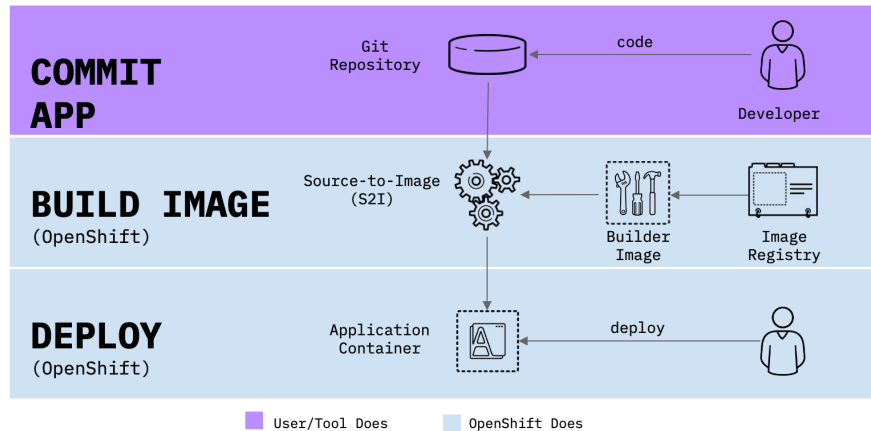 COMMIT
APP
Git
Repository
code
Developer
BUILD IMAGE
(OpenShift)
Source-to-Image
(S2I)
Builder
Image
Image
Registry
DEPLOY
(OpenShift)
Application
Container
A
deploy
User/Tool Does
OpenShift Does